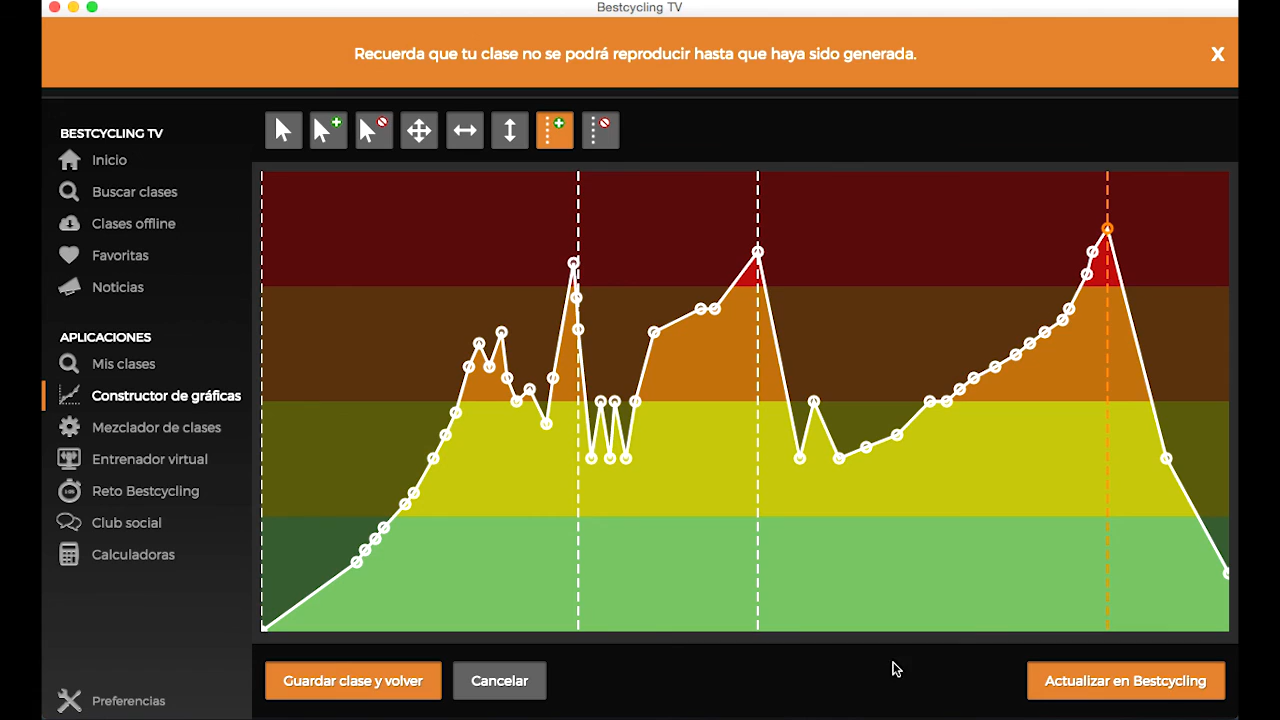 Bestcycling TV
Recuerda que tu clase no se podrá reproducir hasta que haya sido generada.
X
BESTCYCLING TV
Inicio
Buscar clases
Clases offline
Favoritas
Noticias
APLICACIONES
Mis clases
Constructor de gráficas
Mezclador de clases
Entrenador virtual
Reto Bestcycling
Club social
Calculadoras
Preferencias
Guardar clase y volver
Cancelar
Actualizar en Bestcycling